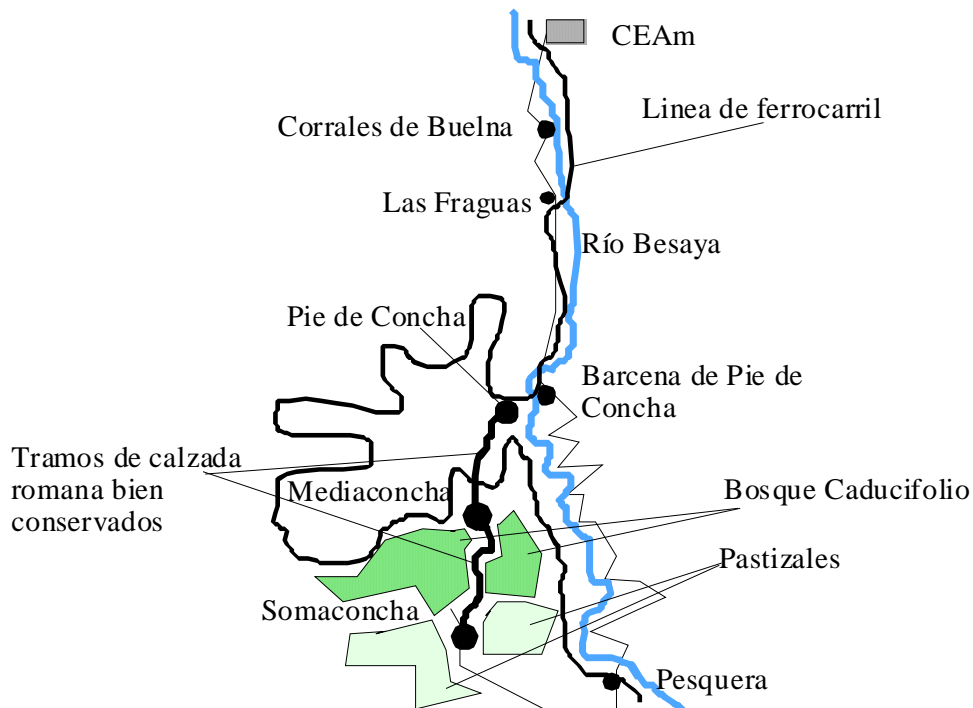 CEAm
Linea de ferrocarril
Corrales de Buelna
Las Fraguas
Río Besaya
Pie de Concha
Barcena de Pie de
Concha
Tramos de calzada
romana bien
conservados
Mediaconcha
Bosque Caducifolio
Pastizales
Somaconcha
Pesquera